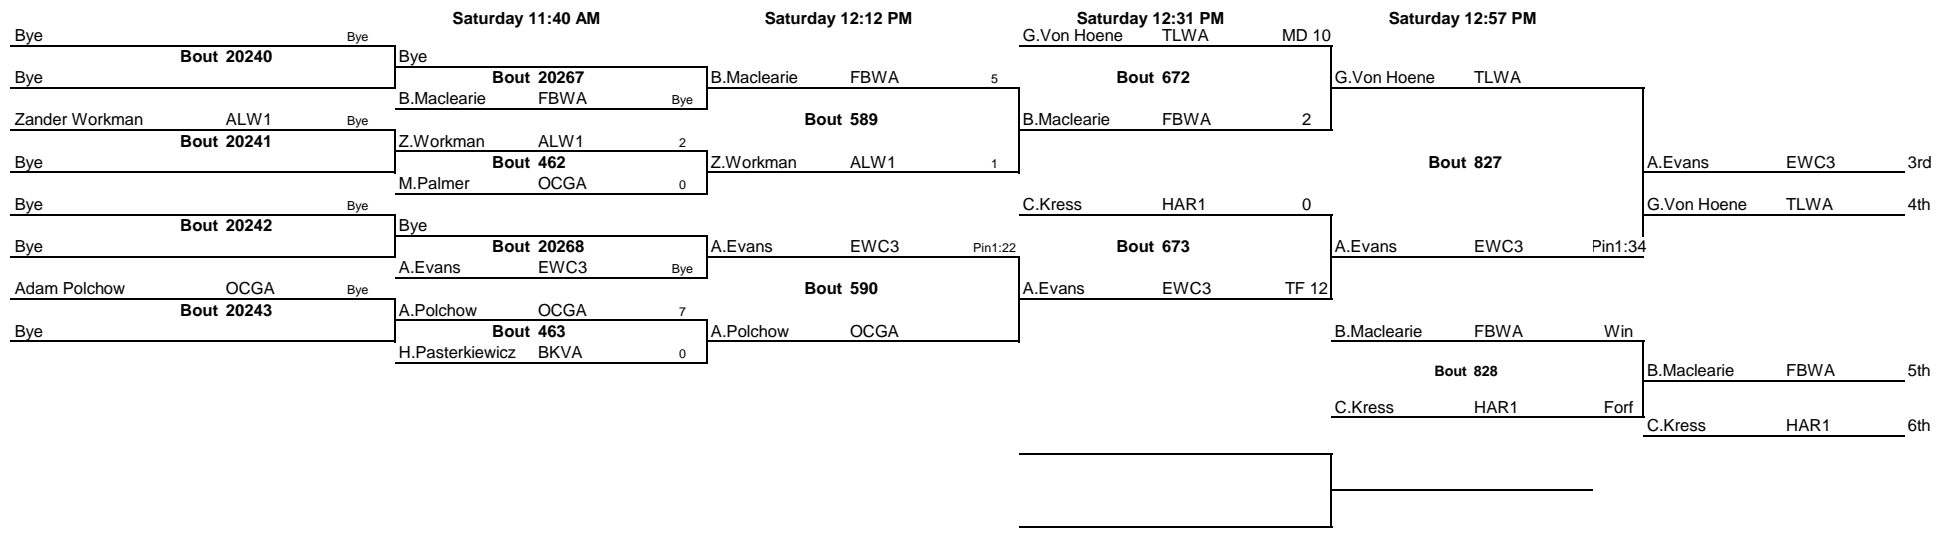 Saturday 11:40 AM Saturday 12:12 PM Saturday 12:31 PM Saturday 12:57 PM
Bye Bye G.Von Hoene TLWA MD 10
Bout 20240 Bye
Bye Bout 20267 B.Maclearie FBWA 5 Bout 672 G.Von Hoene TLWA
B.Maclearie FBWA Bye
Zander Workman ALW1 Bye Bout 589 B.Maclearie FBWA 2
Bout 20241 Z.Workman ALW1 2
Bye Bout 462 Z.Workman ALW1 1 Bout 827 A.Evans EWC3 3rd
M.Palmer OCGA 0
Bye Bye C.Kress HAR1 0 G.Von Hoene TLWA 4th
Bout 20242 Bye
Bye Bout 20268 A.Evans EWC3 Pin1:22 Bout 673 A.Evans EWC3 Pin1:34
A.Evans EWC3 Bye
Adam Polchow OCGA Bye Bout 590 A.Evans EWC3 TF 12
Bout 20243 A.Polchow OCGA 7
Bye Bout 463 A.Polchow OCGA B.Maclearie FBWA Win
H.Pasterkiewicz BKVA 0
Bout 828 B.Maclearie FBWA 5th
C.Kress HAR1 Forf
C.Kress HAR1 6th